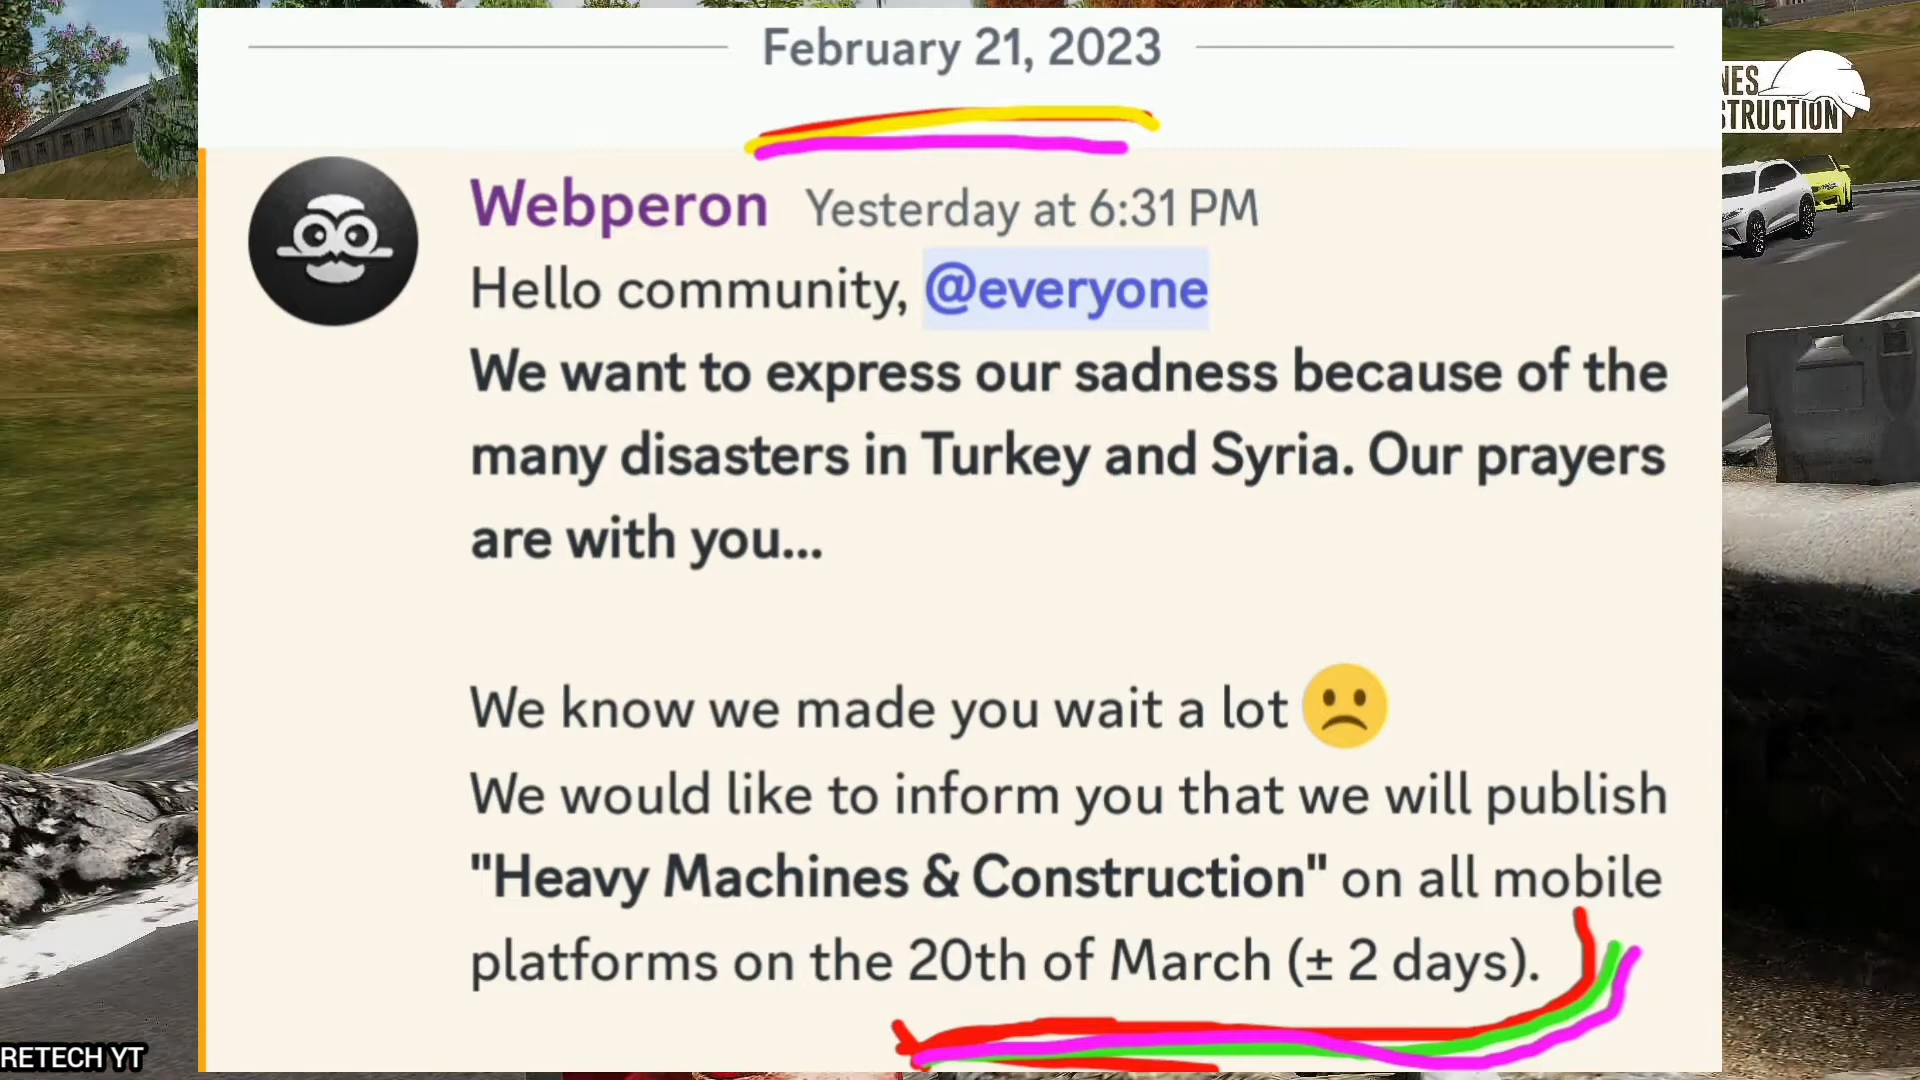 February 21, 2023
NES
STRUCTION
Webperon Yesterday at 6:31 PM
Hello community, @everyone
We want to express our sadness because of the
many disasters in Turkey and Syria. Our prayers
are with you...
We know we made you wait a lot
We would like to inform you that we will publish
"Heavy Machines & Construction" on all mobile
platforms on the 20th of March (± 2 days).
RETECH YT